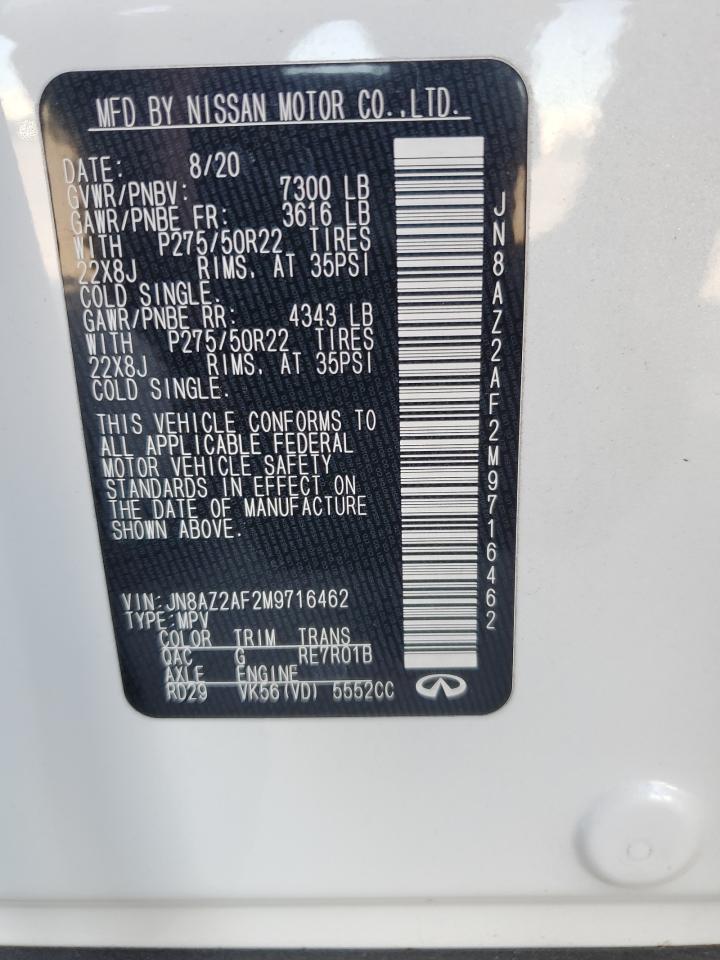 MFD BY NISSAN MOTOR CO.,LTD.
DATE: 8/20
GVWR/PNBV: 7300 LB
GAWR/PNBE FR: 3616 LB
WITH P275/50R22 TIRES
22X8J RIMS, AT 35PSI
COLD SINGLE.
GAWR/PNBE RR: 4343 LB
WITH P275/50R22 TIRES
22X8J RIMS, AT 35PSI
COLD SINGLE.
THIS VEHICLE CONFORMS TO
ALL APPLICABLE FEDERAL
MOTOR VEHICLE SAFETY
STANDARDS IN EFFECT ON
THE DATE OF MANUFACTURE
SHOWN ABOVE.
VIN:JN8AZ2AF2M9716462
TYPE:MPV
COLOR TRIM TRANS
QAC G RE7R01B
AXLE ENGINE
RD29 VK56(VD) 5552CC
JN8AZ2AF2M9716462